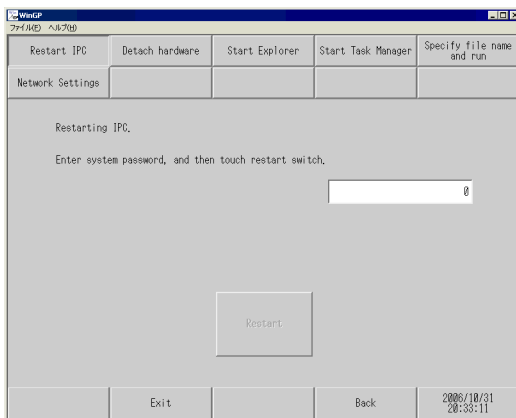 WinGP
ファイル(F) ヘルプ(H)
Restart IPC
Detach hardware
Start Explorer
Start Task Manager
Specify file name
and run
Network Settings
Restarting IPC.
Enter system password, and then touch restart switch.
0
Restart
Exit
Back
2006/10/31
20:33:11